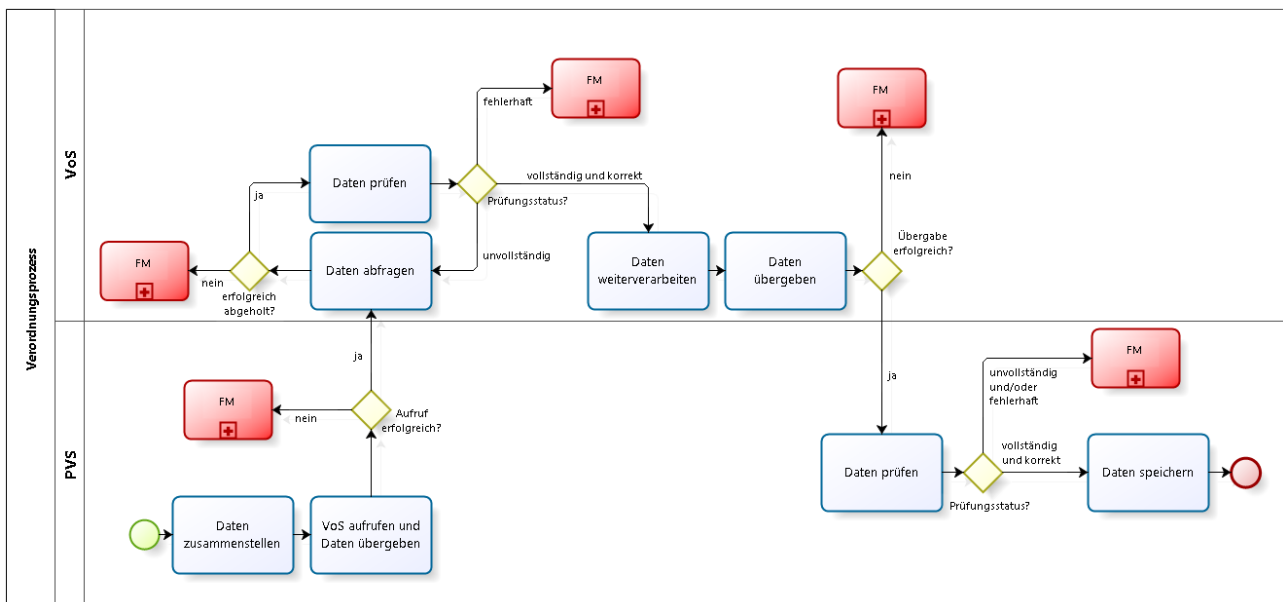 Verordnungsprozess
VoS
FM
fehlerhaft
Daten prüfen
ja
vollständig und korrekt
Prüfungsstatus?
unvollständig
Daten abfragen
FM
nein
erfolgreich
abgeholt?
Daten
weiterverarbeiten
Daten
übergeben
FM
nein
Übergabe
erfolgreich?
PVS
ja
FM
nein
Aufruf
erfolgreich?
Daten
zusammenstellen
VoS aufrufen und
Daten übergeben
ja
Daten prüfen
Prüfungsstatus?
unvollständig
und/oder
fehlerhaft
FM
vollständig
und korrekt
Daten speichern